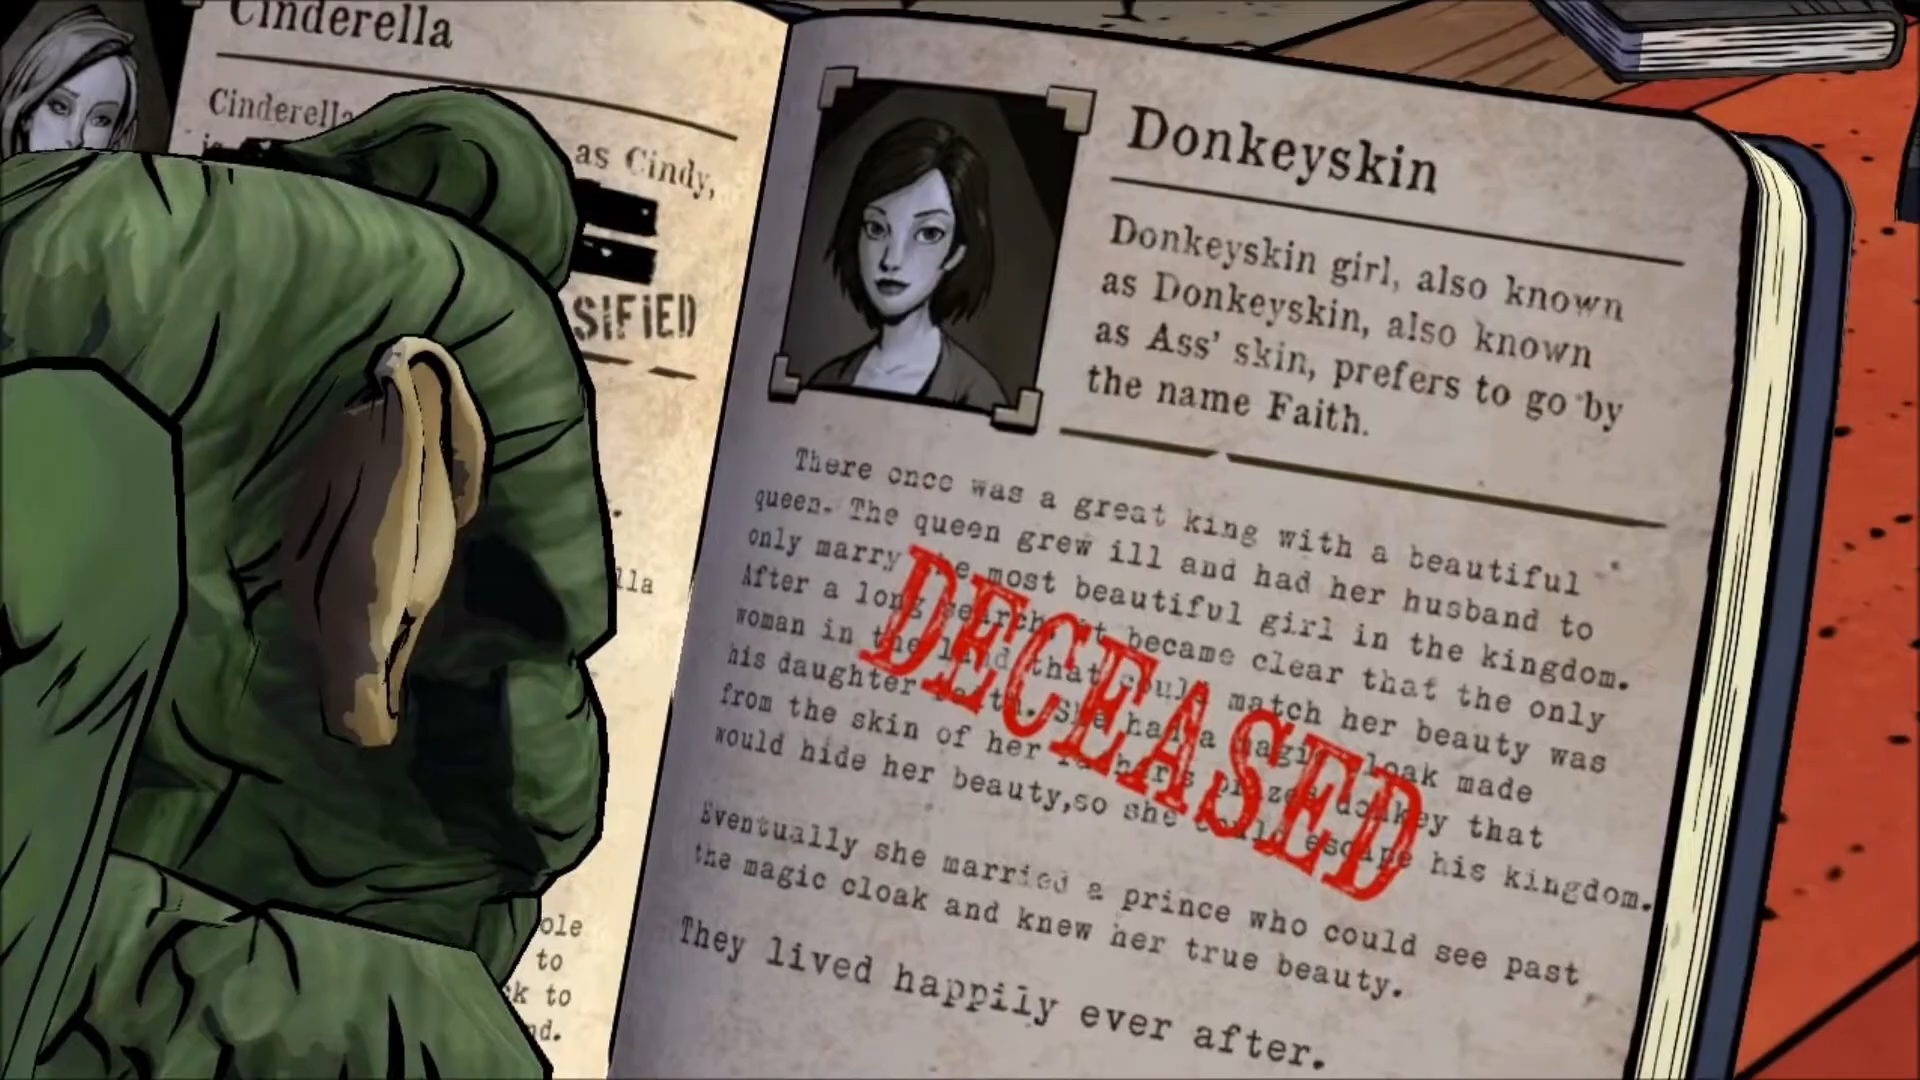 Cinderella
Cinderella
as Cindy,
SIFIED
lla
ole
to
ck to
nd.
Donkeyskin
Donkeyskin girl, also known
as Donkeyskin, also known
as Ass' skin, prefers to go by
the name Faith.
There once was a great king with a beautiful
queen. The queen grew ill and had her husband to
only marry the most beautiful girl in the kingdom.
After a long search, it became clear that the only
woman in the land that could match her beauty was
his daughter Faith. She had a magic cloak made
from the skin of her father's prized donkey that
would hide her beauty,so she could escape his kingdom.
DECEASED
Eventually she married a prince who could see past
the magic cloak and knew her true beauty.
They lived happily ever after.